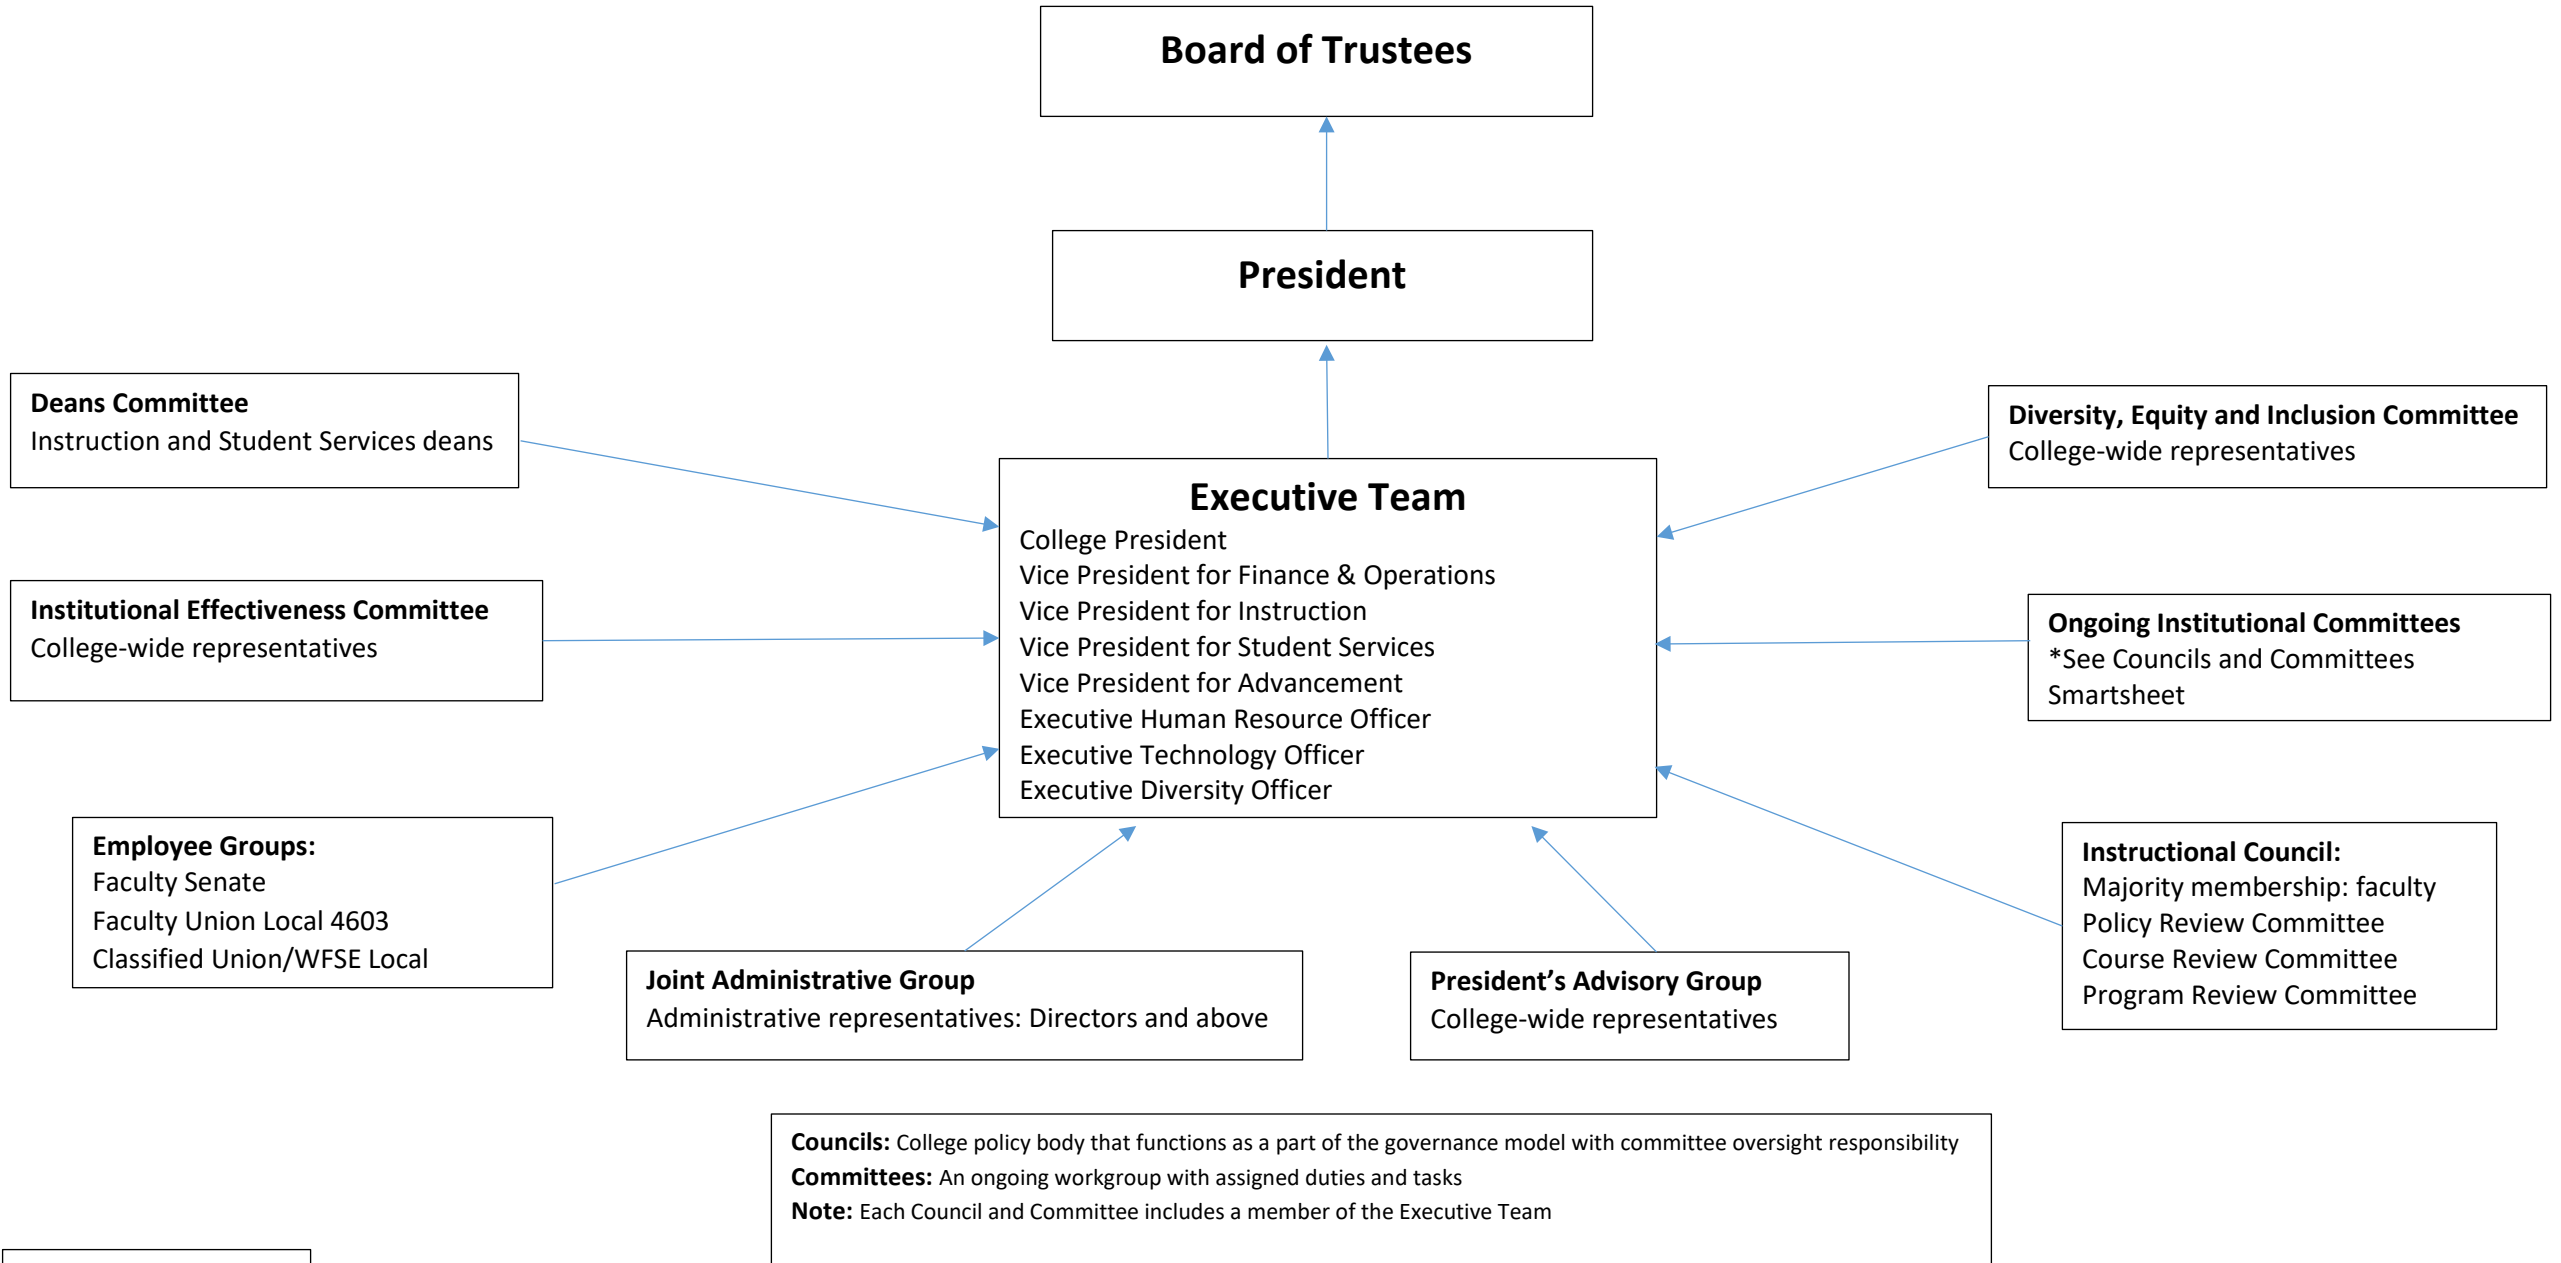 Board of Trustees
President
Deans Committee
Instruction and Student Services deans
Diversity, Equity and Inclusion Committee
College-wide representatives
Executive Team
College President
Vice President for Finance & Operations
Vice President for Instruction
Vice President for Student Services
Vice President for Advancement
Executive Human Resource Officer
Executive Technology Officer
Executive Diversity Officer
Institutional Effectiveness Committee
College-wide representatives
Ongoing Institutional Committees
*See Councils and Committees
Smartsheet
Employee Groups:
Faculty Senate
Faculty Union Local 4603
Classified Union/WFSE Local
Instructional Council:
Majority membership: faculty
Policy Review Committee
Course Review Committee
Program Review Committee
Joint Administrative Group
Administrative representatives: Directors and above
President’s Advisory Group
College-wide representatives
Councils: College policy body that functions as a part of the governance model with committee oversight responsibility
Committees: An ongoing workgroup with assigned duties and tasks
Note: Each Council and Committee includes a member of the Executive Team